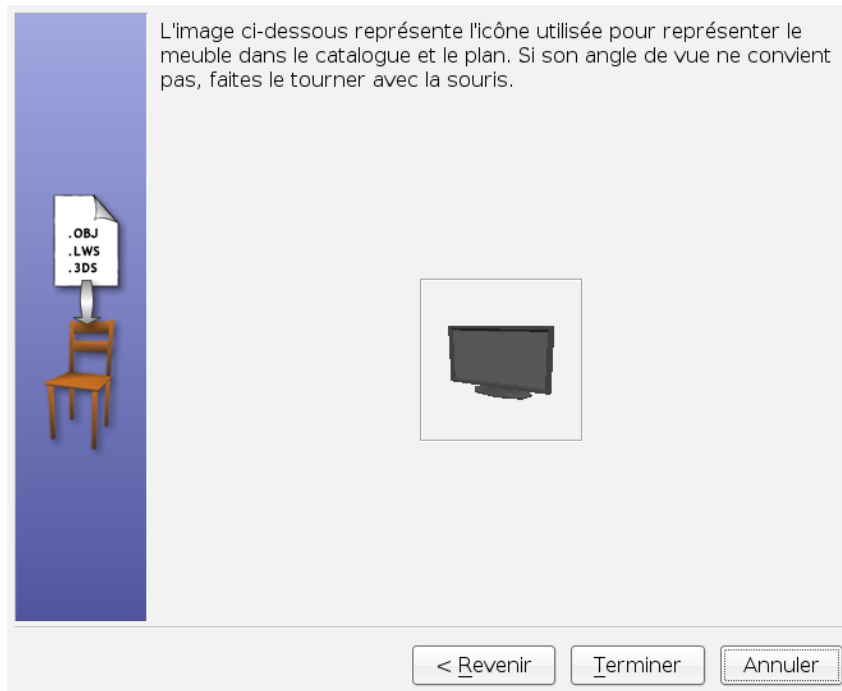 L'image ci-dessous représente l'icône utilisée pour représenter le
meuble dans le catalogue et le plan. Si son angle de vue ne convient
pas, faites le tourner avec la souris.
.OBJ
.LWS
.3DS
< Revenir
Terminer
Annuler